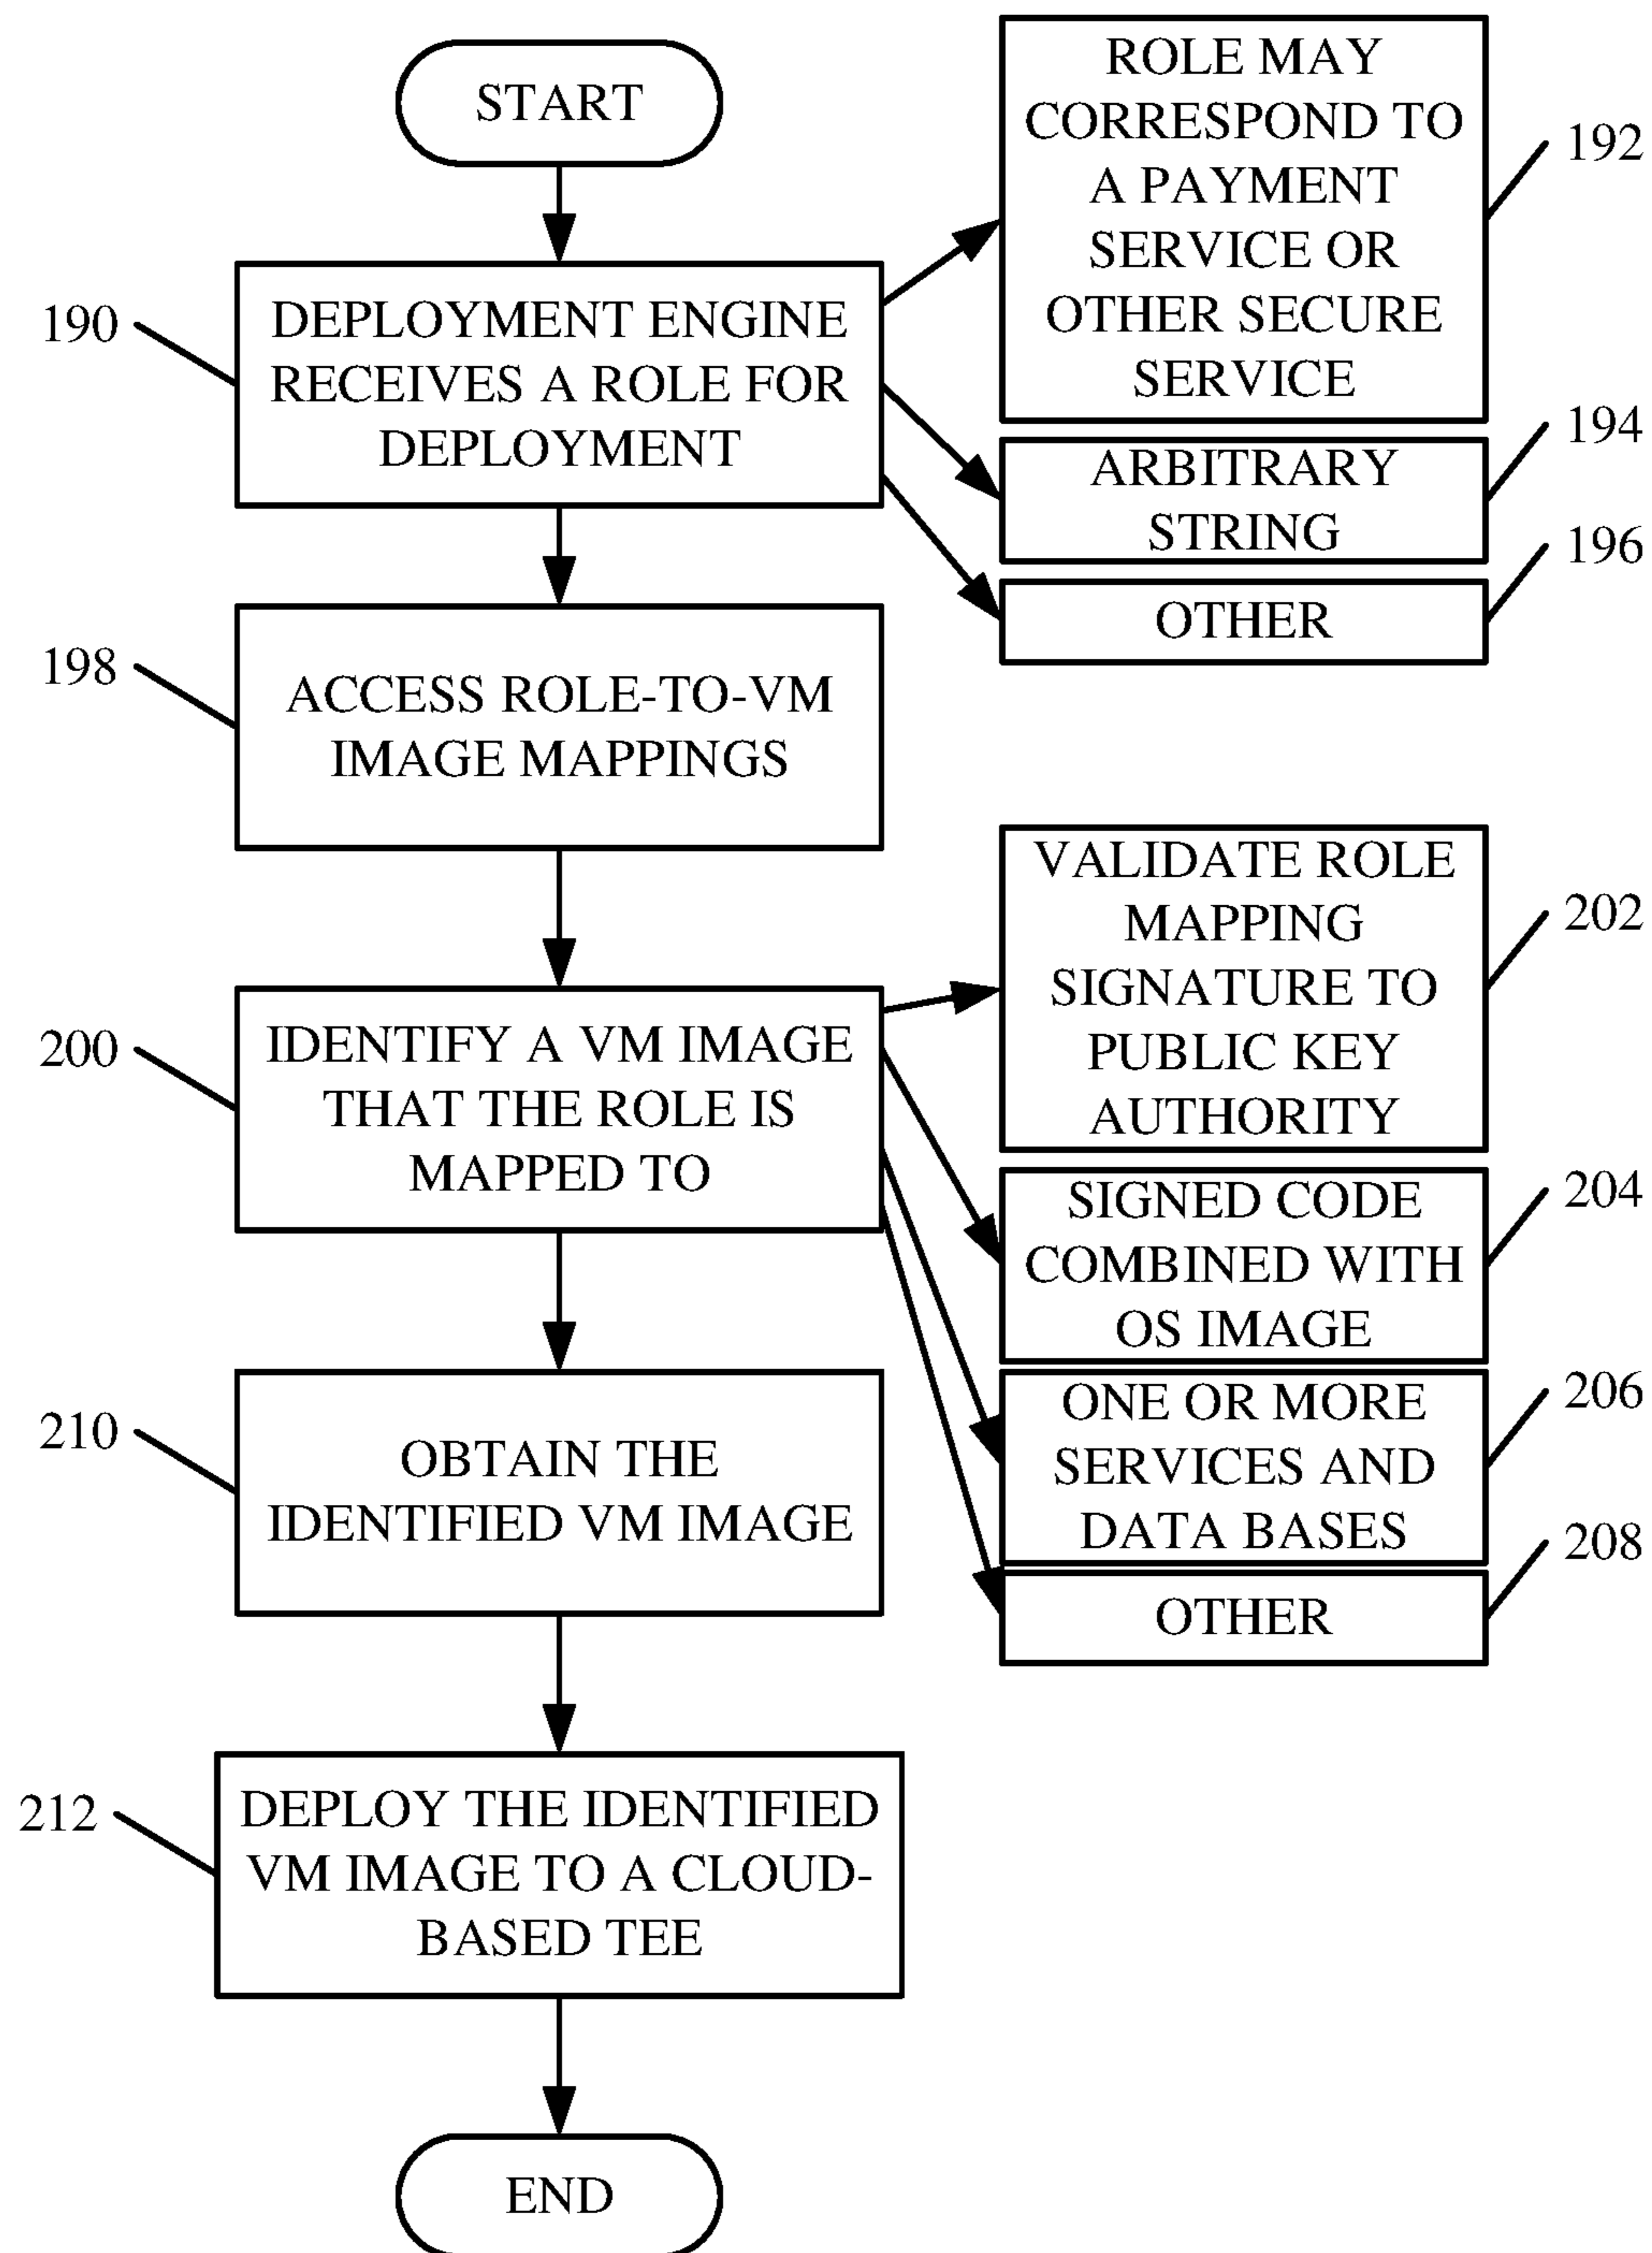 START
190
DEPLOYMENT ENGINE
RECEIVES A ROLE FOR
DEPLOYMENT
ROLE MAY
CORRESPOND TO
A PAYMENT
SERVICE OR
OTHER SECURE
SERVICE
192
ARBITRARY
STRING
194
OTHER
196
198
ACCESS ROLE-TO-VM
IMAGE MAPPINGS
200
IDENTIFY A VM IMAGE
THAT THE ROLE IS
MAPPED TO
VALIDATE ROLE
MAPPING
SIGNATURE TO
PUBLIC KEY
AUTHORITY
202
SIGNED CODE
COMBINED WITH
OS IMAGE
204
ONE OR MORE
SERVICES AND
DATA BASES
206
OTHER
208
210
OBTAIN THE
IDENTIFIED VM IMAGE
212
DEPLOY THE IDENTIFIED
VM IMAGE TO A CLOUD-
BASED TEE
END